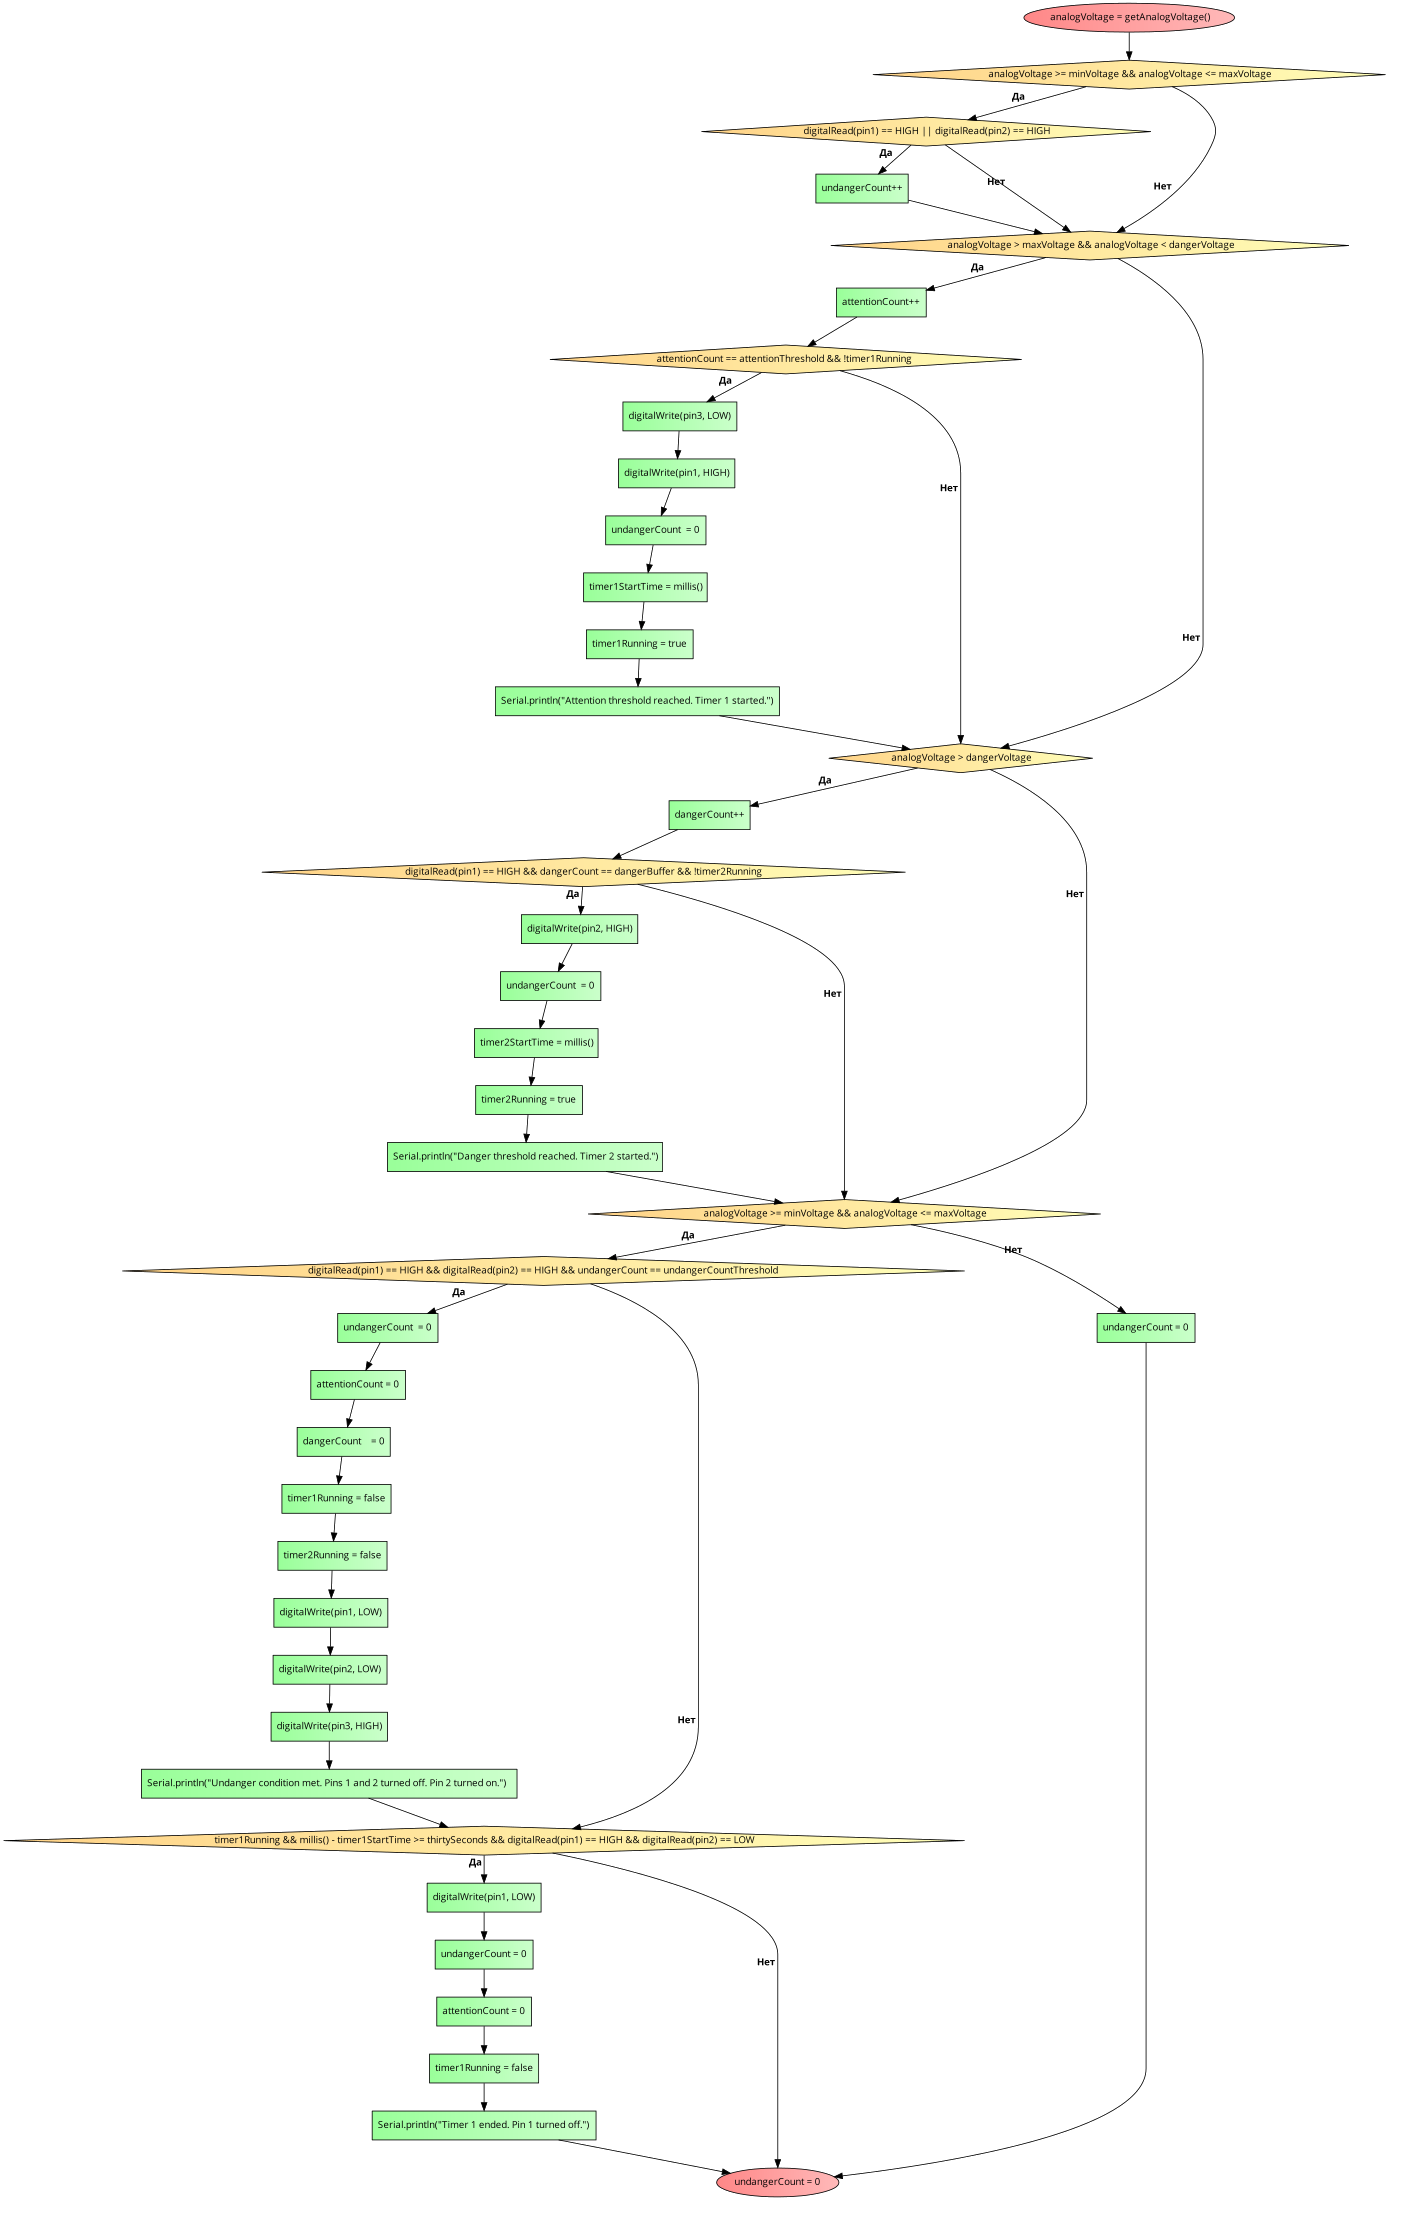 analogVoltage = getAnalogVoltage()
analogVoltage >= minVoltage && analogVoltage <= maxVoltage
Да
digitalRead(pin1) == HIGH || digitalRead(pin2) == HIGH
Да
undangerCount++
Нет
Нет
analogVoltage > maxVoltage && analogVoltage < dangerVoltage
Да
attentionCount++
attentionCount == attentionThreshold && !timer1Running
Да
digitalWrite(pin3, LOW)
digitalWrite(pin1, HIGH)
Нет
undangerCount  = 0
timer1StartTime = millis()
timer1Running = true
Нет
Serial.println("Attention threshold reached. Timer 1 started.")
analogVoltage > dangerVoltage
Да
dangerCount++
digitalRead(pin1) == HIGH && dangerCount == dangerBuffer && !timer2Running
Да
Нет
digitalWrite(pin2, HIGH)
undangerCount  = 0
Нет
timer2StartTime = millis()
timer2Running = true
Serial.println("Danger threshold reached. Timer 2 started.")
analogVoltage >= minVoltage && analogVoltage <= maxVoltage
Да
Нет
digitalRead(pin1) == HIGH && digitalRead(pin2) == HIGH && undangerCount == undangerCountThreshold
Да
undangerCount  = 0
undangerCount = 0
attentionCount = 0
dangerCount   = 0
timer1Running = false
timer2Running = false
digitalWrite(pin1, LOW)
digitalWrite(pin2, LOW)
digitalWrite(pin3, HIGH)
Нет
Serial.println("Undanger condition met. Pins 1 and 2 turned off. Pin 2 turned on.")
timer1Running && millis() - timer1StartTime >= thirtySeconds && digitalRead(pin1) == HIGH && digitalRead(pin2) == LOW
Да
digitalWrite(pin1, LOW)
undangerCount = 0
Нет
attentionCount = 0
timer1Running = false
Serial.println("Timer 1 ended. Pin 1 turned off.")
undangerCount = 0